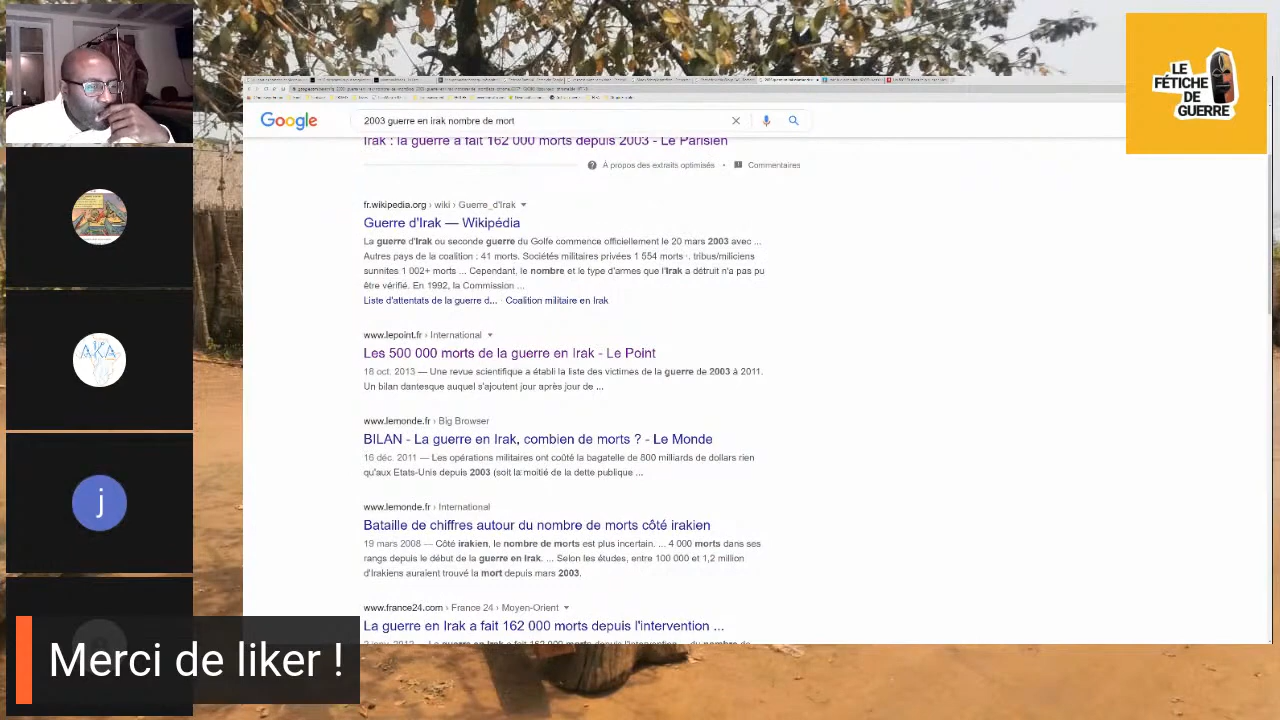 LE
FÉTICHE
DE
GUERRE
Google
2003 guerre en irak nombre de mort
Irak : la guerre a fait 162 000 morts depuis 2003 - Le Parisien
À propos des extraits optimisés • Commentaires
fr.wikipedia.org › wiki › Guerre_d'Irak
Guerre d'Irak — Wikipédia
La guerre d'Irak ou seconde guerre du Golfe commence officiellement le 20 mars 2003 avec ...
Autres pays de la coalition : 41 morts. Sociétés militaires privées 1 554 morts ·. tribus/miliciens
sunnites 1 002+ morts ... Cependant, le nombre et le type d'armes que l'Irak a détruit n'a pas pu
être vérifié. En 1992, la Commission ...
Liste d'attentats de la guerre d... · Coalition militaire en Irak
www.lepoint.fr › International
Les 500 000 morts de la guerre en Irak - Le Point
18 oct. 2013 — Une revue scientifique a établi la liste des victimes de la guerre de 2003 à 2011.
Un bilan dantesque auquel s'ajoutent jour après jour de ...
www.lemonde.fr › Big Browser
BILAN - La guerre en Irak, combien de morts ? - Le Monde
16 déc. 2011 — Les opérations militaires ont coûté la bagatelle de 800 milliards de dollars rien
qu'aux Etats-Unis depuis 2003 (soit la moitié de la dette publique ...
www.lemonde.fr › International
Bataille de chiffres autour du nombre de morts côté irakien
19 mars 2008 — Côté irakien, le nombre de morts est plus incertain. ... 4 000 morts dans ses
rangs depuis le début de la guerre en Irak. ... Selon les études, entre 100 000 et 1,2 million
d'Irakiens auraient trouvé la mort depuis mars 2003.
www.france24.com › France 24 › Moyen-Orient
La guerre en Irak a fait 162 000 morts depuis l'intervention ...
AKA
j
Merci de liker !